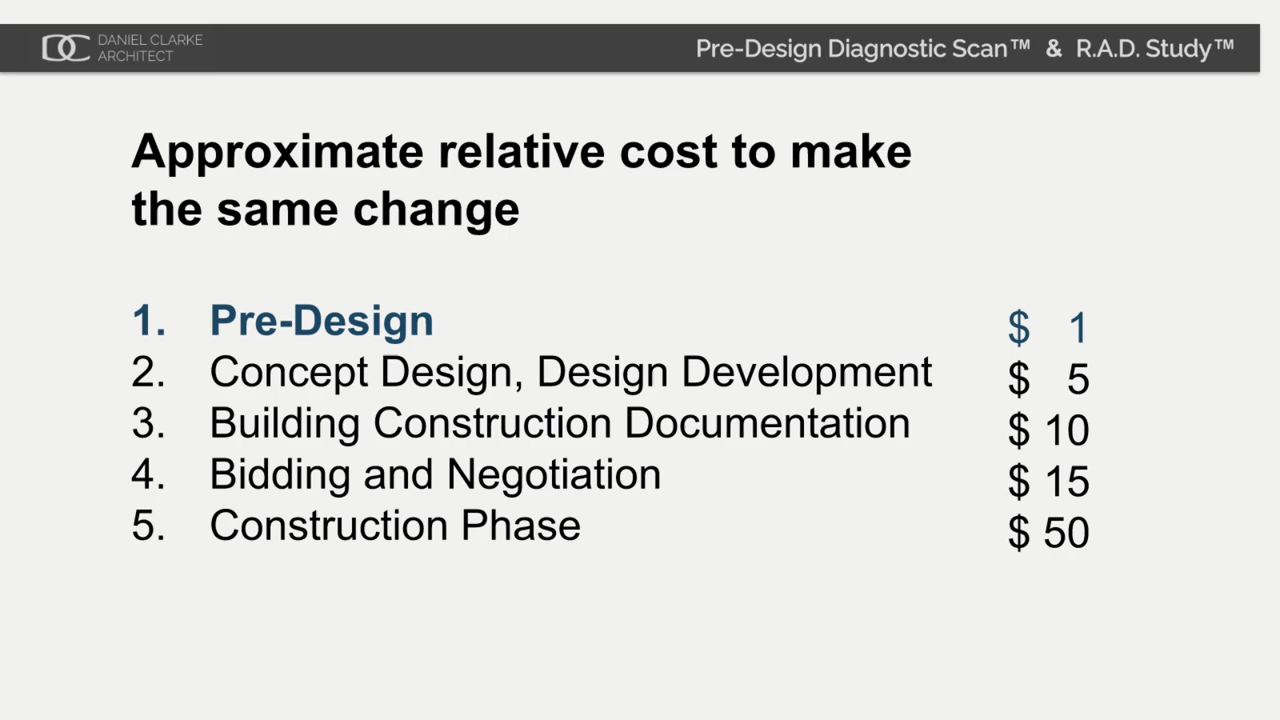 DANIEL CLARKE
ARCHITECT
Pre-Design Diagnostic Scan™ & R.A.D. Study™
Approximate relative cost to make
the same change
1. Pre-Design $ 1
2. Concept Design, Design Development $ 5
3. Building Construction Documentation $ 10
4. Bidding and Negotiation $ 15
5. Construction Phase $ 50